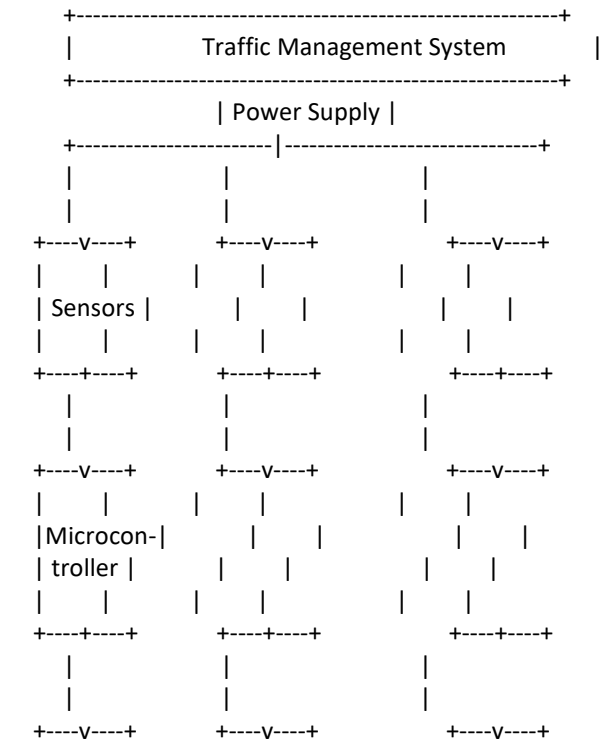 +----------------------------------------------------------+
| Traffic Management System |
+----------------------------------------------------------+
| Power Supply |
+-----------------------|------------------------------+
| | |
| | |
+----v----+ +----v----+ +----v----+
| | | | | |
| Sensors | | | | |
| | | | | |
+----+----+ +----+----+ +----+----+
| | |
| | |
+----v----+ +----v----+ +----v----+
| | | | | |
|Microcon-| | | | |
| troller | | | | |
| | | | | |
+----+----+ +----+----+ +----+----+
| | |
| | |
+----v----+ +----v----+ +----v----+